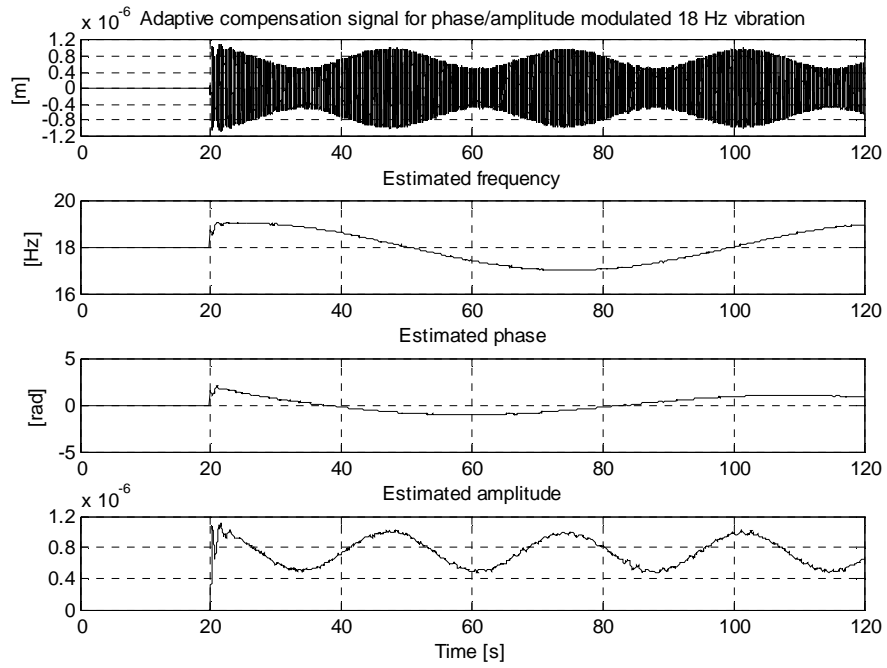 x 10-6 Adaptive compensation signal for phase/amplitude modulated 18 Hz vibration
1.2
0.8
0.4
-0.4
-0.8
-1.2
[m]
0 20 40 60 80 100 120
Estimated frequency
20
18
16
[Hz]
0 20 40 60 80 100 120
Estimated phase
5
0
-5
[rad]
0 20 40 60 80 100 120
x 10-6 Estimated amplitude
1.2
0.8
0.4
0
0 20 40 60 80 100 120
Time [s]